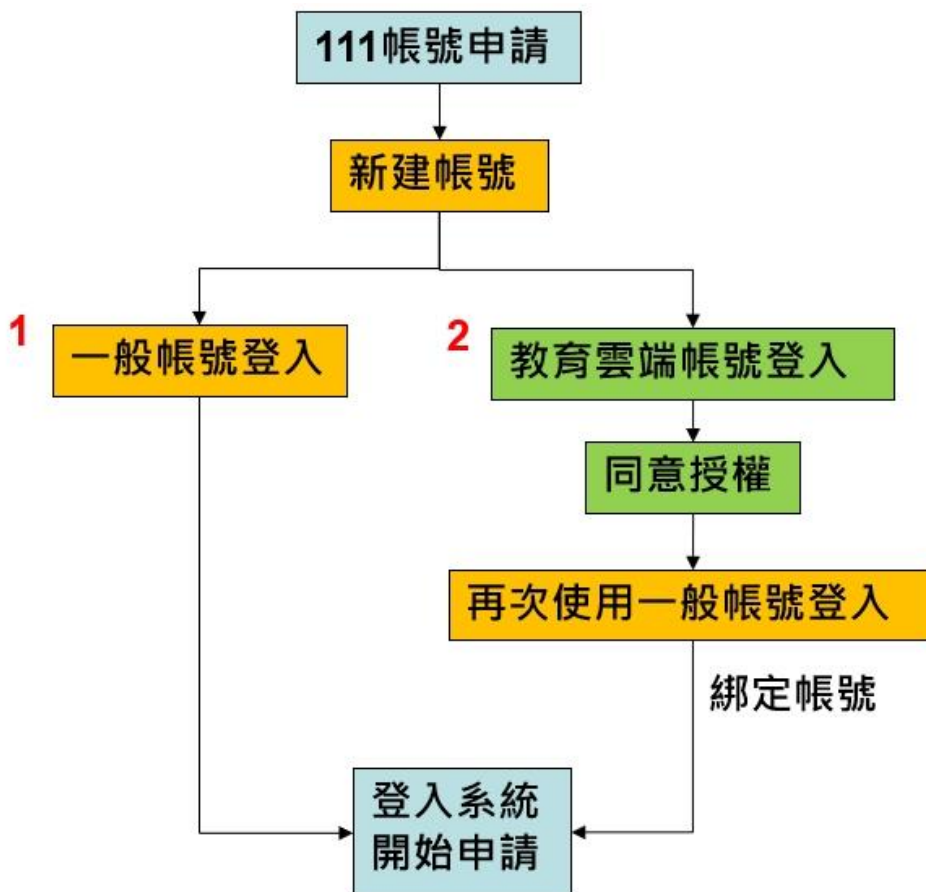 111帳號申請
新建帳號
1
一般帳號登入
2
教育雲端帳號登入
同意授權
再次使用一般帳號登入
綁定帳號
登入系統
開始申請